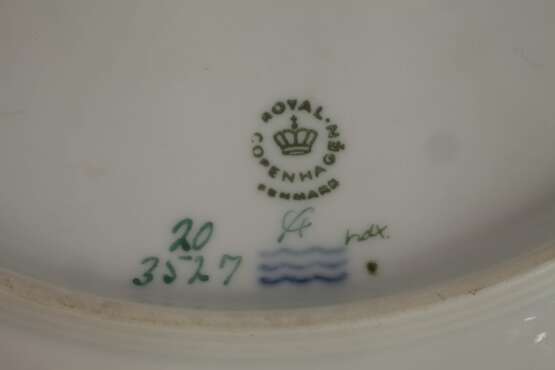 ROYAL
COPENHAGEN
DENMARK
20
3527